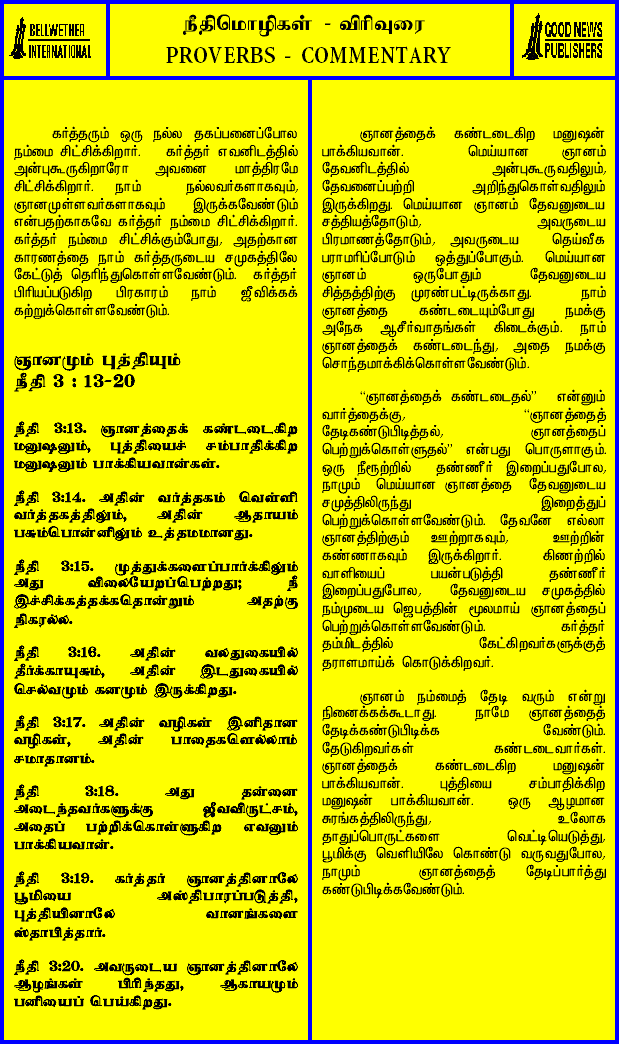 BELLWETHER
INTERNATIONAL
நீதிமொழிகள் - விரிவுரை
PROVERBS - COMMENTARY
GOOD NEWS
PUBLISHERS
கர்த்தரும் ஒரு நல்ல தகப்பனைப்போல
நம்மை சிட்சிக்கிறார். கர்த்தர் எவனிடத்தில்
அன்புகூருகிறாரோ அவனை மாத்திரமே
சிட்சிக்கிறார். நாம் நல்லவர்களாகவும்,
ஞானமுள்ளவர்களாகவும் இருக்கவேண்டும்
என்பதற்காகவே கர்த்தர் நம்மை சிட்சிக்கிறார்.
கர்த்தர் நம்மை சிட்சிக்கும்போது, அதற்கான
காரணத்தை நாம் கர்த்தருடைய சமுகத்திலே
கேட்டுத் தெரிந்துகொள்ளவேண்டும். கர்த்தர்
பிரியப்படுகிற பிரகாரம் நாம் ஜீவிக்கக்
கற்றுக்கொள்ளவேண்டும்.
ஞானமும் புத்தியும்
நீதி 3 : 13-20
நீதி 3:13. ஞானத்தைக் கண்டடைகிற
மனுஷனும், புத்தியைச் சம்பாதிக்கிற
மனுஷனும் பாக்கியவான்கள்.
நீதி 3:14. அதின் வர்த்தகம் வெள்ளி
வர்த்தகத்திலும், அதின் ஆதாயம்
பசும்பொன்னிலும் உத்தமமானது.
நீதி 3:15. முத்துக்களைப்பார்க்கிலும்
அது விலையேறப்பெற்றது; நீ
இச்சிக்கத்தக்கதொன்றும் அதற்கு
நிகரல்ல.
நீதி 3:16. அதின் வலதுகையில்
தீர்க்காயுசும், அதின் இடதுகையில்
செல்வமும் கனமும் இருக்கிறது.
நீதி 3:17. அதின் வழிகள் இனிதான
வழிகள், அதின் பாதைகளெல்லாம்
சமாதானம்.
நீதி 3:18. அது தன்னை
அடைந்தவர்களுக்கு ஜீவவிருட்சம்,
அதைப் பற்றிக்கொள்ளுகிற எவனும்
பாக்கியவான்.
நீதி 3:19. கர்த்தர் ஞானத்தினாலே
பூமியை அஸ்திபாரப்படுத்தி,
புத்தியினாலே வானங்களை
ஸ்தாபித்தார்.
நீதி 3:20. அவருடைய ஞானத்தினாலே
ஆழங்கள் பிரிந்தது, ஆகாயமும்
பனியைப் பெய்கிறது.
ஞானத்தைக் கண்டடைகிற மனுஷன்
பாக்கியவான். மெய்யான ஞானம்
தேவனிடத்தில் அன்புகூருவதிலும்,
தேவனைப்பற்றி அறிந்துகொள்வதிலும்
இருக்கிறது. மெய்யான ஞானம் தேவனுடைய
சத்தியத்தோடும், அவருடைய
பிரமாணத்தோடும், அவருடைய தெய்வீக
பராமரிப்போடும் ஒத்துப்போகும். மெய்யான
ஞானம் ஒருபோதும் தேவனுடைய
சித்தத்திற்கு முரண்பட்டிருக்காது. நாம்
ஞானத்தை கண்டடையும்போது நமக்கு
அநேக ஆசீர்வாதங்கள் கிடைக்கும். நாம்
ஞானத்தைக் கண்டடைந்து, அதை நமக்கு
சொந்தமாக்கிக்கொள்ளவேண்டும்.
“ஞானத்தைக் கண்டடைதல்” என்னும்
வார்த்தைக்கு, “ஞானத்தைத்
தேடிகண்டுபிடித்தல், ஞானத்தைப்
பெற்றுக்கொள்ளுதல்” என்பது பொருளாகும்.
ஒரு நீரூற்றில் தண்ணீர் இறைப்பதுபோல,
நாமும் மெய்யான ஞானத்தை தேவனுடைய
சமுத்திலிருந்து இறைத்துப்
பெற்றுக்கொள்ளவேண்டும். தேவனே எல்லா
ஞானத்திற்கும் ஊற்றாகவும், ஊற்றின்
கண்ணாகவும் இருக்கிறார். கிணற்றில்
வாளியைப் பயன்படுத்தி தண்ணீர்
இறைப்பதுபோல, தேவனுடைய சமுகத்தில்
நம்முடைய ஜெபத்தின் மூலமாய் ஞானத்தைப்
பெற்றுக்கொள்ளவேண்டும். கர்த்தர்
தம்மிடத்தில் கேட்கிறவர்களுக்குத்
தராளமாய்க் கொடுக்கிறவர்.
ஞானம் நம்மைத் தேடி வரும் என்று
நினைக்கக்கூடாது. நாமே ஞானத்தைத்
தேடிக்கண்டுபிடிக்க வேண்டும்.
தேடுகிறவர்கள் கண்டடைவார்கள்.
ஞானத்தைக் கண்டடைகிற மனுஷன்
பாக்கியவான். புத்தியை சம்பாதிக்கிற
மனுஷன் பாக்கியவான். ஒரு ஆழமான
சுரங்கத்திலிருந்து, உலோக
தாதுப்பொருட்களை வெட்டியெடுத்து,
பூமிக்கு வெளியிலே கொண்டு வருவதுபோல,
நாமும் ஞானத்தைத் தேடிப்பார்த்து
கண்டுபிடிக்கவேண்டும்.